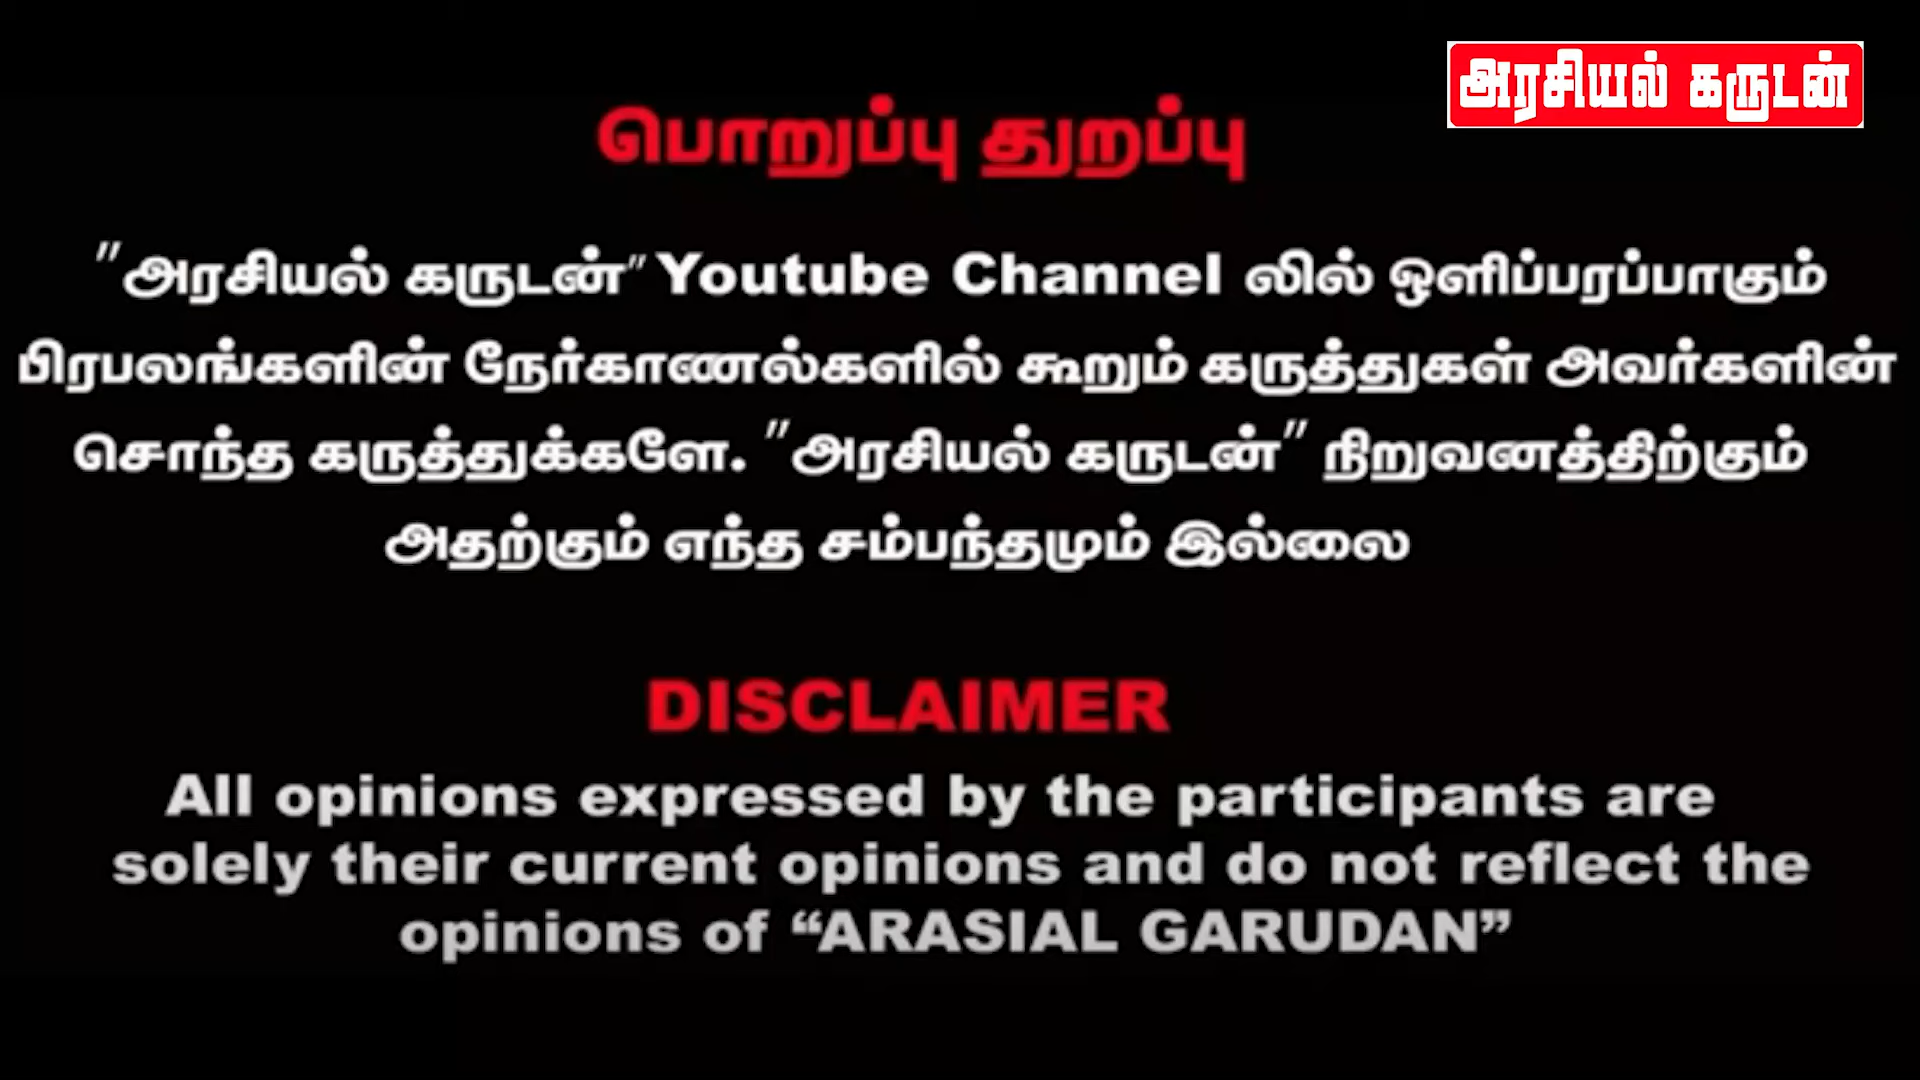 அரசியல் கருடன்
பொறுப்பு துறப்பு
"அரசியல் கருடன்" Youtube Channel லில் ஒளிப்பரப்பாகும்
பிரபலங்களின் நேர்காணல்களில் கூறும் கருத்துகள் அவர்களின்
சொந்த கருத்துக்களே. "அரசியல் கருடன்" நிறுவனத்திற்கும்
அதற்கும் எந்த சம்பந்தமும் இல்லை
DISCLAIMER
All opinions expressed by the participants are
solely their current opinions and do not reflect the
opinions of “ARASIAL GARUDAN”